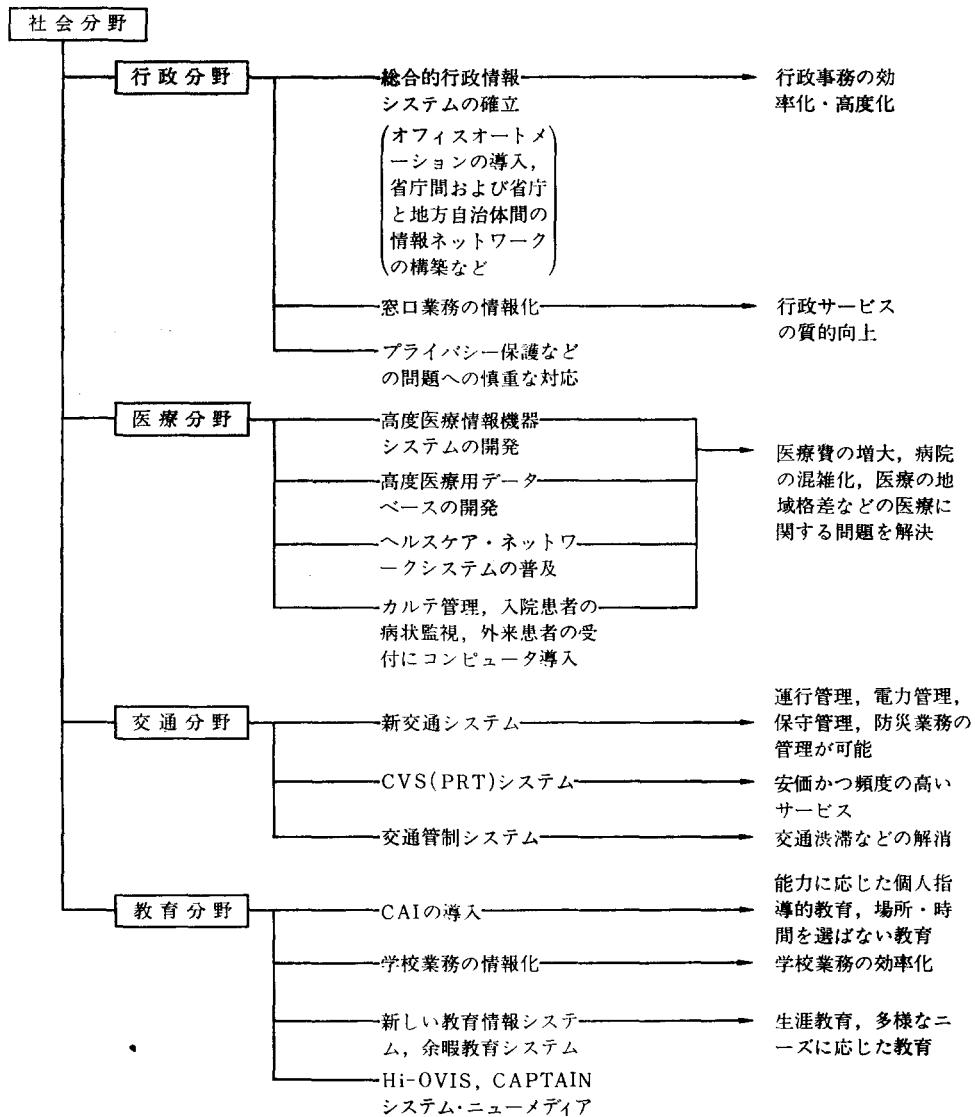 社会分野
行政分野
総合的行政情報
システムの確立
(オフィスオートメ
ーションの導入,
省庁間および省庁
と地方自治体間の
情報ネットワーク
の構築など)
行政事務の効
率化・高度化
窓口業務の情報化
行政サービス
の質的向上
プライバシー保護など
の問題への慎重な対応
医療分野
高度医療情報機器
システムの開発
高度医療用データ
ベースの開発
ヘルスケア・ネットワ
ークシステムの普及
カルテ管理,入院患者の
病状監視,外来患者の受
付にコンピュータ導入
医療費の増大,病院
の混雑化,医療の地
域格差などの医療に
関する問題を解決
交通分野
新交通システム
運行管理,電力管理,
保守管理,防災業務の
管理が可能
CVS(PRT)システム
安価かつ頻度の高い
サービス
交通管制システム
交通渋滞などの解消
教育分野
CAIの導入
能力に応じた個人指
導的教育,場所・時
間を選ばない教育
学校業務の情報化
学校業務の効率化
新しい教育情報システ
ム,余暇教育システム
生涯教育,多様なニ
ーズに応じた教育
Hi-OVIS, CAPTAIN
システム・ニューメディア